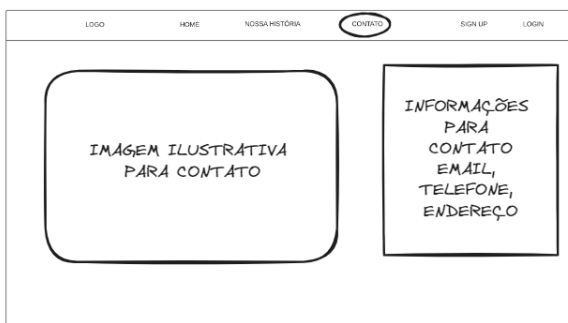 LOGO HOME NOSSA HISTÓRIA CONTATO SIGN UP LOGIN
IMAGEM ILUSTRATIVA
PARA CONTATO
INFORMAÇÕES
PARA
CONTATO
EMAIL,
TELEFONE,
ENDEREÇO